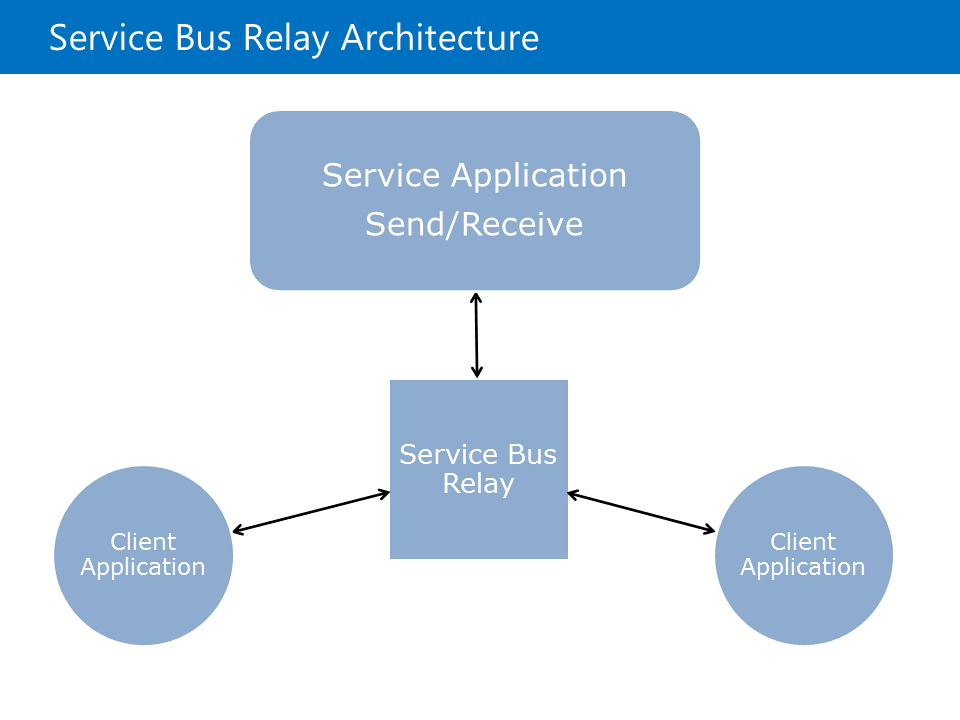 Service Bus Relay Architecture
Service Application
Send/Receive
Service Bus
Relay
Client
Application
Client
Application